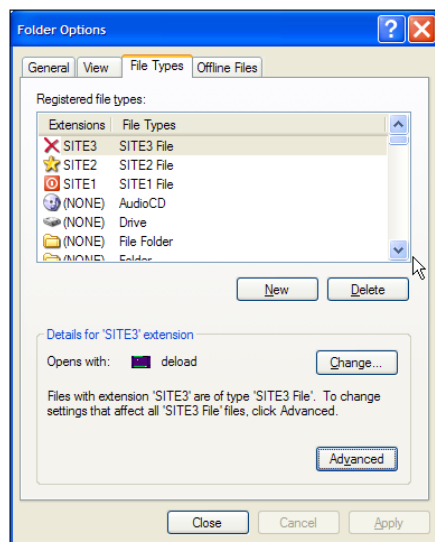 Folder Options
General View File Types Offline Files
Registered file types:
Extensions File Types
SITE3 SITE3 File
SITE2 SITE2 File
SITE1 SITE1 File
(NONE) AudioCD
(NONE) Drive
(NONE) File Folder
(NONE) Folder
New Delete
Details for 'SITE3' extension
Opens with: deload Change...
Files with extension 'SITE3' are of type 'SITE3 File'. To change
settings that affect all 'SITE3 File' files, click Advanced.
Advanced
Close Cancel Apply